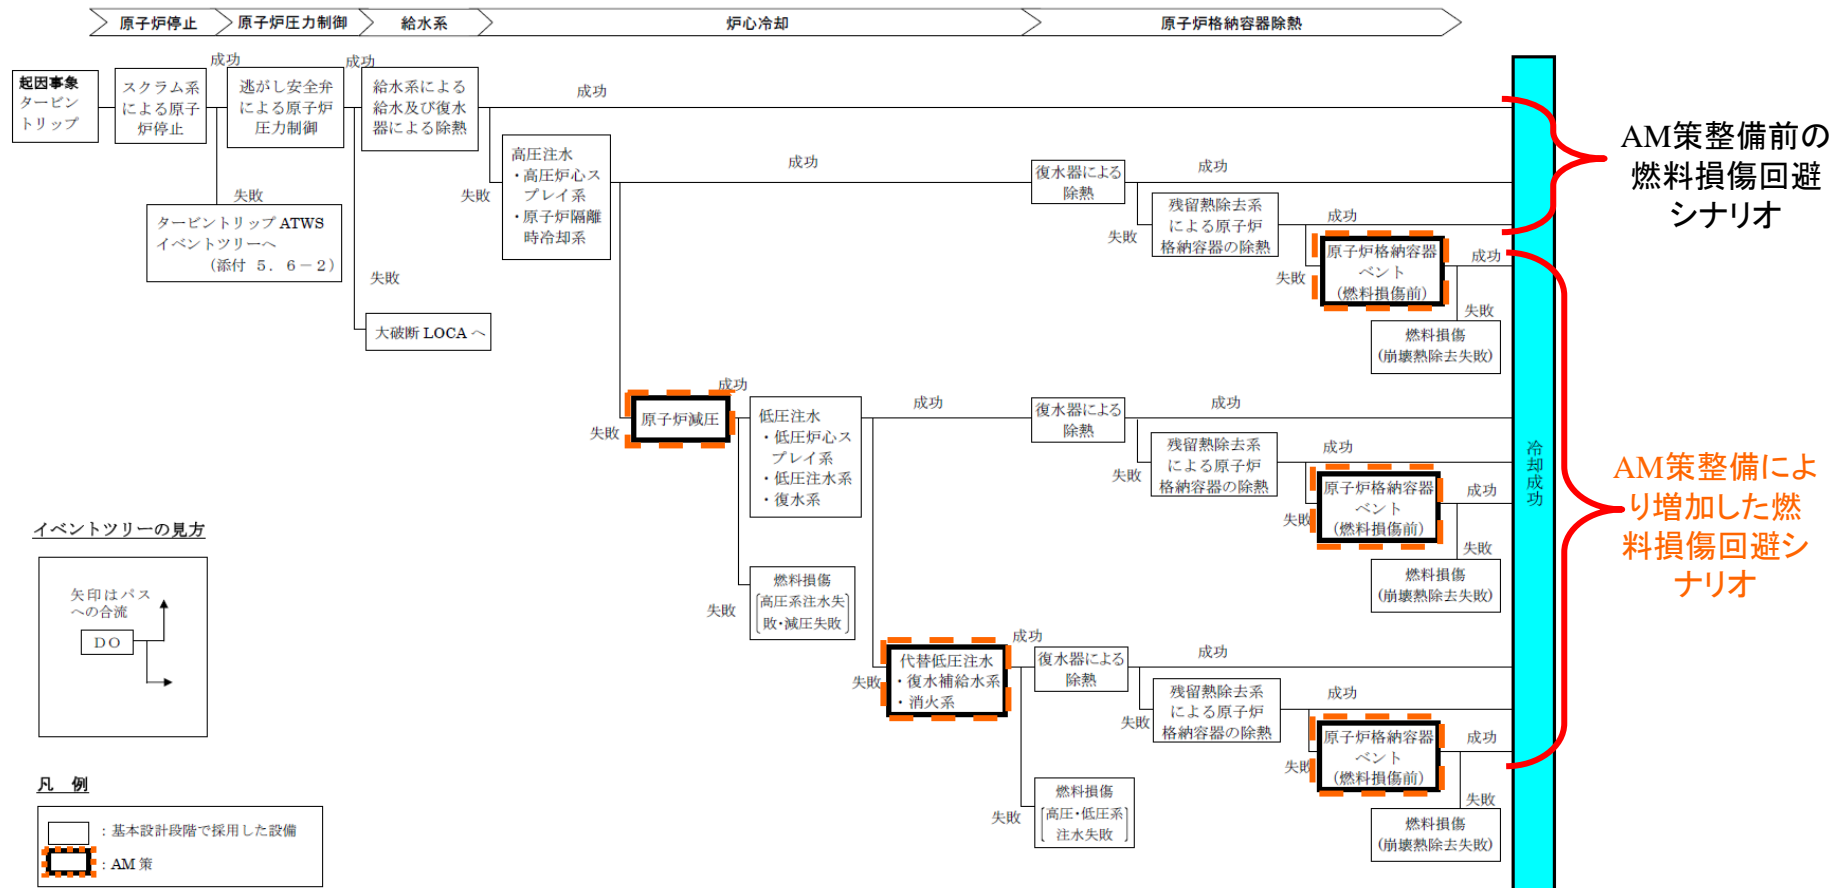 原子炉停止
原子炉圧力制御
給水系
炉心冷却
原子炉格納容器除熱
起因事象
タービン
トリップ
スクラム系
による原子
炉停止
成功
逃がし安全弁
による原子炉
圧力制御
成功
給水系による
給水及び復水
器による除熱
成功
失敗
タービントリップ ATWS
イベントツリーへ
(添付 5.6-2)
失敗
大破断 LOCA へ
失敗
高圧注水
・高圧炉心ス
プレイ系
・原子炉隔離
時冷却系
成功
復水器による
除熱
成功
失敗
残留熱除去系
による原子炉
格納容器の除熱
成功
失敗
原子炉格納容器
ベント
(燃料損傷前)
成功
失敗
燃料損傷
(崩壊熱除去失敗)
失敗
原子炉減圧
成功
低圧注水
・低圧炉心ス
プレイ系
・低圧注水系
・復水系
成功
復水器による
除熱
成功
失敗
残留熱除去系
による原子炉
格納容器の除熱
成功
失敗
原子炉格納容器
ベント
(燃料損傷前)
成功
失敗
燃料損傷
(崩壊熱除去失敗)
失敗
燃料損傷
高圧系注水失
敗・減圧失敗
失敗
代替低圧注水
・復水補給水系
・消火系
成功
復水器による
除熱
成功
失敗
残留熱除去系
による原子炉
格納容器の除熱
成功
失敗
原子炉格納容器
ベント
(燃料損傷前)
成功
失敗
燃料損傷
(崩壊熱除去失敗)
失敗
燃料損傷
高圧・低圧系
注水失敗
冷却成功
AM策整備前の
燃料損傷回避
シナリオ
AM策整備によ
り増加した燃
料損傷回避シ
ナリオ
イベントツリーの見方
矢印はパス
への合流
DO
凡 例
:基本設計段階で採用した設備
:AM 策